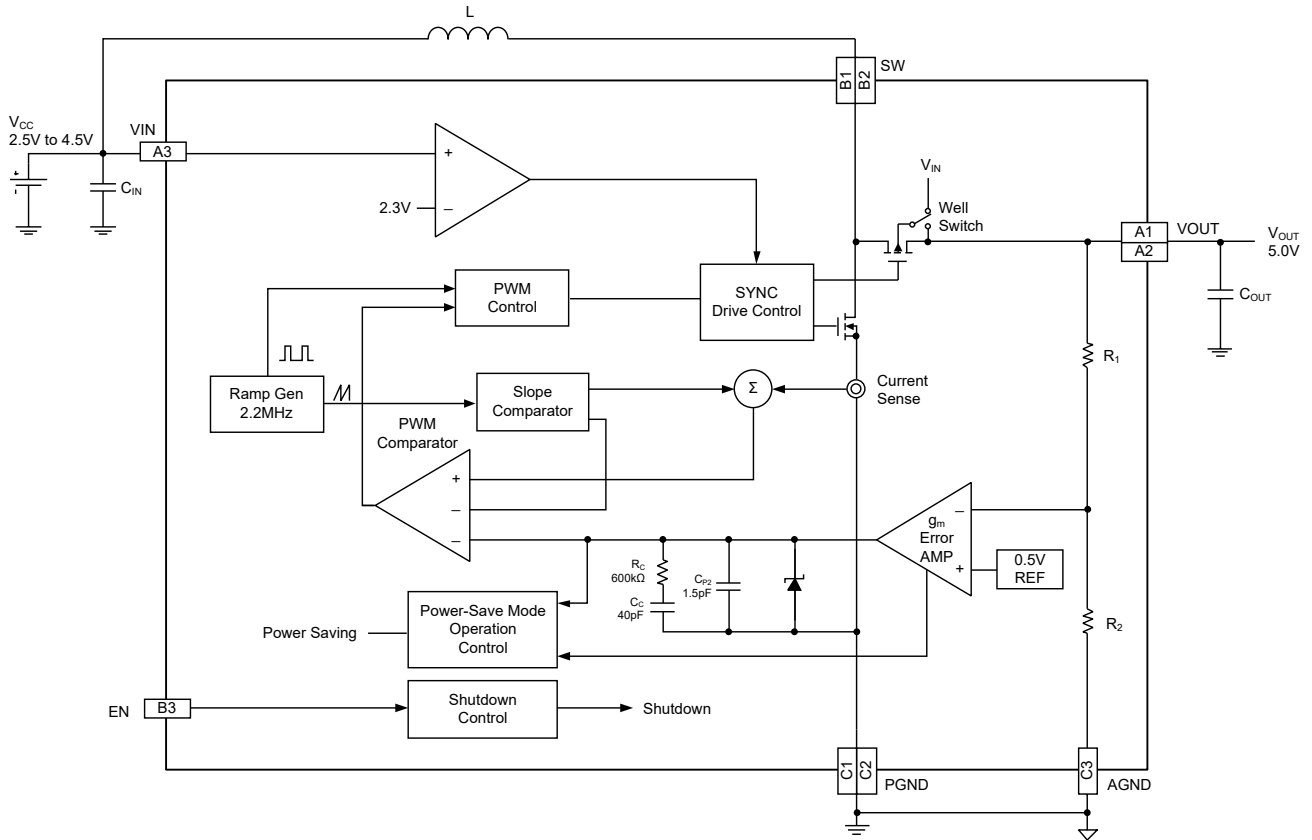 L
SW
B1
B2
VCC
2.5V to 4.5V
VIN
A3
CIN
+
–
2.3V
VIN
Well
Switch
A1
A2
VOUT
VOUT
5.0V
COUT
PWM
Control
SYNC
Drive Control
Ramp Gen
2.2MHz
Slope
Comparator
Σ
Current
Sense
R1
PWM
Comparator
+
–
–
gm
Error
AMP
–
+
0.5V
REF
RC
600kΩ
CC
40pF
CP2
1.5pF
R2
Power Saving
Power-Save Mode
Operation
Control
EN
B3
Shutdown
Control
Shutdown
C1
C2
PGND
C3
AGND